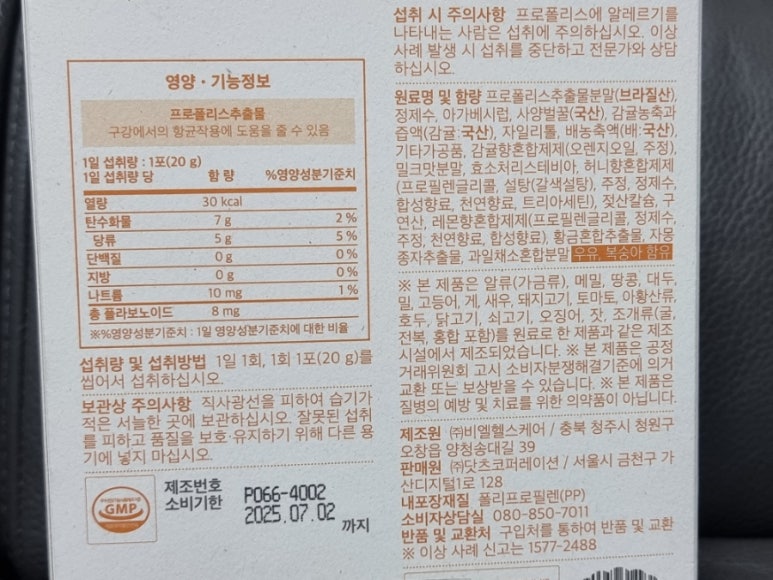 영양 · 기능정보
프로폴리스추출물
구강에서의 항균작용에 도움을 줄 수 있음
1일 섭취량 : 1포(20 g)
1일 섭취량 당 함 량 %영양성분기준치
열량 30 kcal
탄수화물 7 g 2 %
당류 5 g 5 %
단백질 0 g 0 %
지방 0 g 0 %
나트륨 10 mg 1 %
총 플라보노이드 8 mg
※%영양성분기준치 : 1일 영양성분기준치에 대한 비율
섭취량 및 섭취방법 1일 1회, 1회 1포(20 g)를
씹어서 섭취하십시오.
보관상 주의사항 직사광선을 피하여 습기가
적은 서늘한 곳에 보관하십시오. 잘못된 섭취
를 피하고 품질을 보호·유지하기 위해 다른 용
기에 넣지 마십시오.
GMP
제조번호 P066-4002
소비기한 2025.07.02 까지
섭취 시 주의사항 프로폴리스에 알레르기를
나타내는 사람은 섭취에 주의하십시오. 이상
사례 발생 시 섭취를 중단하고 전문가와 상담
하십시오.
원료명 및 함량 프로폴리스추출물분말(브라질산),
정제수, 아가베시럽, 사양벌꿀(국산), 감귤농축과
즙액(감귤:국산), 자일리톨, 배농축액(배:국산),
기타가공품, 감귤향혼합제제(오렌지오일, 주정),
밀크맛분말, 효소처리스테비아, 허니향혼합제제
(프로필렌글리콜, 설탕(갈색설탕), 주정, 정제수,
합성향료, 천연향료, 트리아세틴), 젖산칼슘, 구
연산, 레몬향혼합제제(프로필렌글리콜, 정제수,
주정, 천연향료, 합성향료), 황금혼합추출물, 자몽
종자추출물, 과일채소혼합분말 우유, 복숭아 함유
※ 본 제품은 알류(가금류), 메밀, 땅콩, 대두,
밀, 고등어, 게, 새우, 돼지고기, 토마토, 아황산류,
호두, 닭고기, 쇠고기, 오징어, 잣, 조개류(굴,
전복, 홍합 포함)를 원료로 한 제품과 같은 제조
시설에서 제조되었습니다. ※ 본 제품은 공정
거래위원회 고시 소비자분쟁해결기준에 의거
교환 또는 보상받을 수 있습니다. ※ 본 제품은
질병의 예방 및 치료를 위한 의약품이 아닙니다.
제조원 ㈜비엘헬스케어 / 충북 청주시 청원구
오창읍 양청송대길 39
판매원 ㈜닷츠코퍼레이션 / 서울시 금천구 가
산디지털1로 128
내포장재질 폴리프로필렌(PP)
소비자상담실 080-850-7011
반품 및 교환처 구입처를 통하여 반품 및 교환
※ 이상 사례 신고는 1577-2488